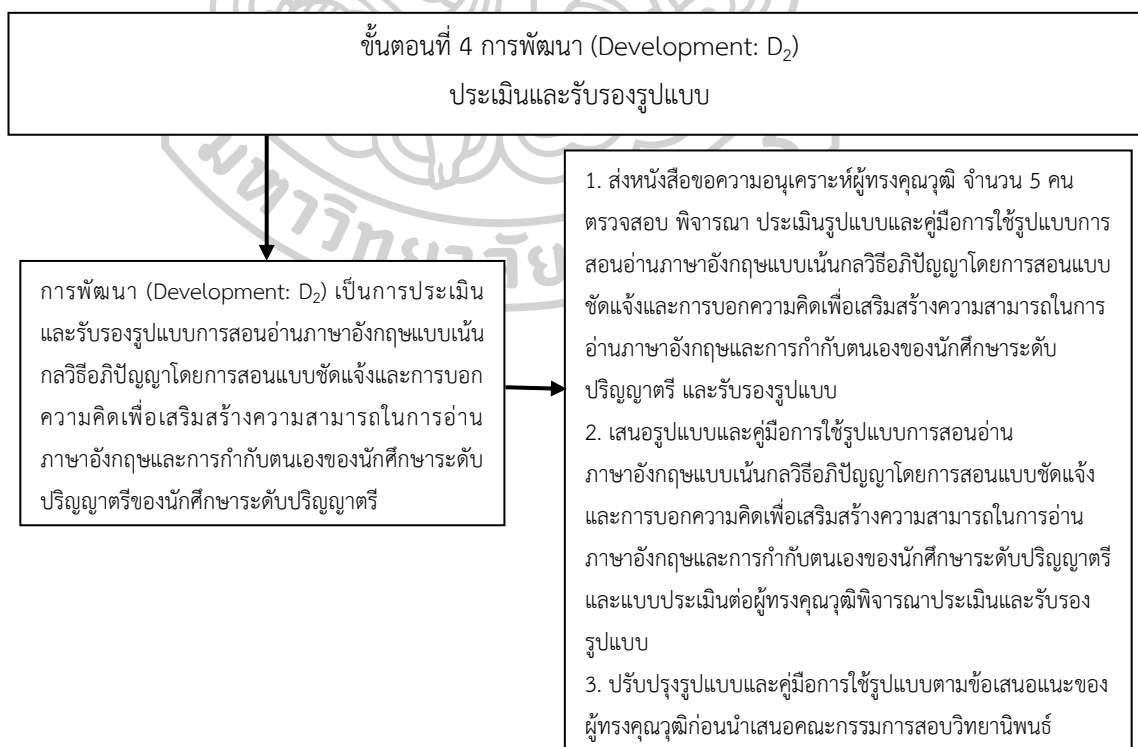 ขั้นตอนที่ 4 การพัฒนา (Development: D₂)
ประเมินและรับรองรูปแบบ
มหาวิทยาลัย
การพัฒนา (Development: D₂) เป็นการประเมิน
และรับรองรูปแบบการสอนอ่านภาษาอังกฤษแบบเน้น
กลวิธีอภิปัญญาโดยการสอนแบบชัดแจ้งและการบอก
ความคิดเพื่อเสริมสร้างความสามารถในการอ่าน
ภาษาอังกฤษและการกำกับตนเองของนักศึกษาระดับ
ปริญญาตรีของนักศึกษาระดับปริญญาตรี
1. ส่งหนังสือขอความอนุเคราะห์ผู้ทรงคุณวุฒิ จำนวน 5 คน
ตรวจสอบ พิจารณา ประเมินรูปแบบและคู่มือการใช้รูปแบบการ
สอนอ่านภาษาอังกฤษแบบเน้นกลวิธีอภิปัญญาโดยการสอนแบบ
ชัดแจ้งและการบอกความคิดเพื่อเสริมสร้างความสามารถในการ
อ่านภาษาอังกฤษและการกำกับตนเองของนักศึกษาระดับ
ปริญญาตรี และรับรองรูปแบบ
2. เสนอรูปแบบและคู่มือการใช้รูปแบบการสอนอ่าน
ภาษาอังกฤษแบบเน้นกลวิธีอภิปัญญาโดยการสอนแบบชัดแจ้ง
และการบอกความคิดเพื่อเสริมสร้างความสามารถในการอ่าน
ภาษาอังกฤษและการกำกับตนเองของนักศึกษาระดับปริญญาตรี
และแบบประเมินต่อผู้ทรงคุณวุฒิพิจารณาประเมินและรับรอง
รูปแบบ
3. ปรับปรุงรูปแบบและคู่มือการใช้รูปแบบตามข้อเสนอแนะของ
ผู้ทรงคุณวุฒิก่อนนำเสนอคณะกรรมการสอบวิทยานิพนธ์